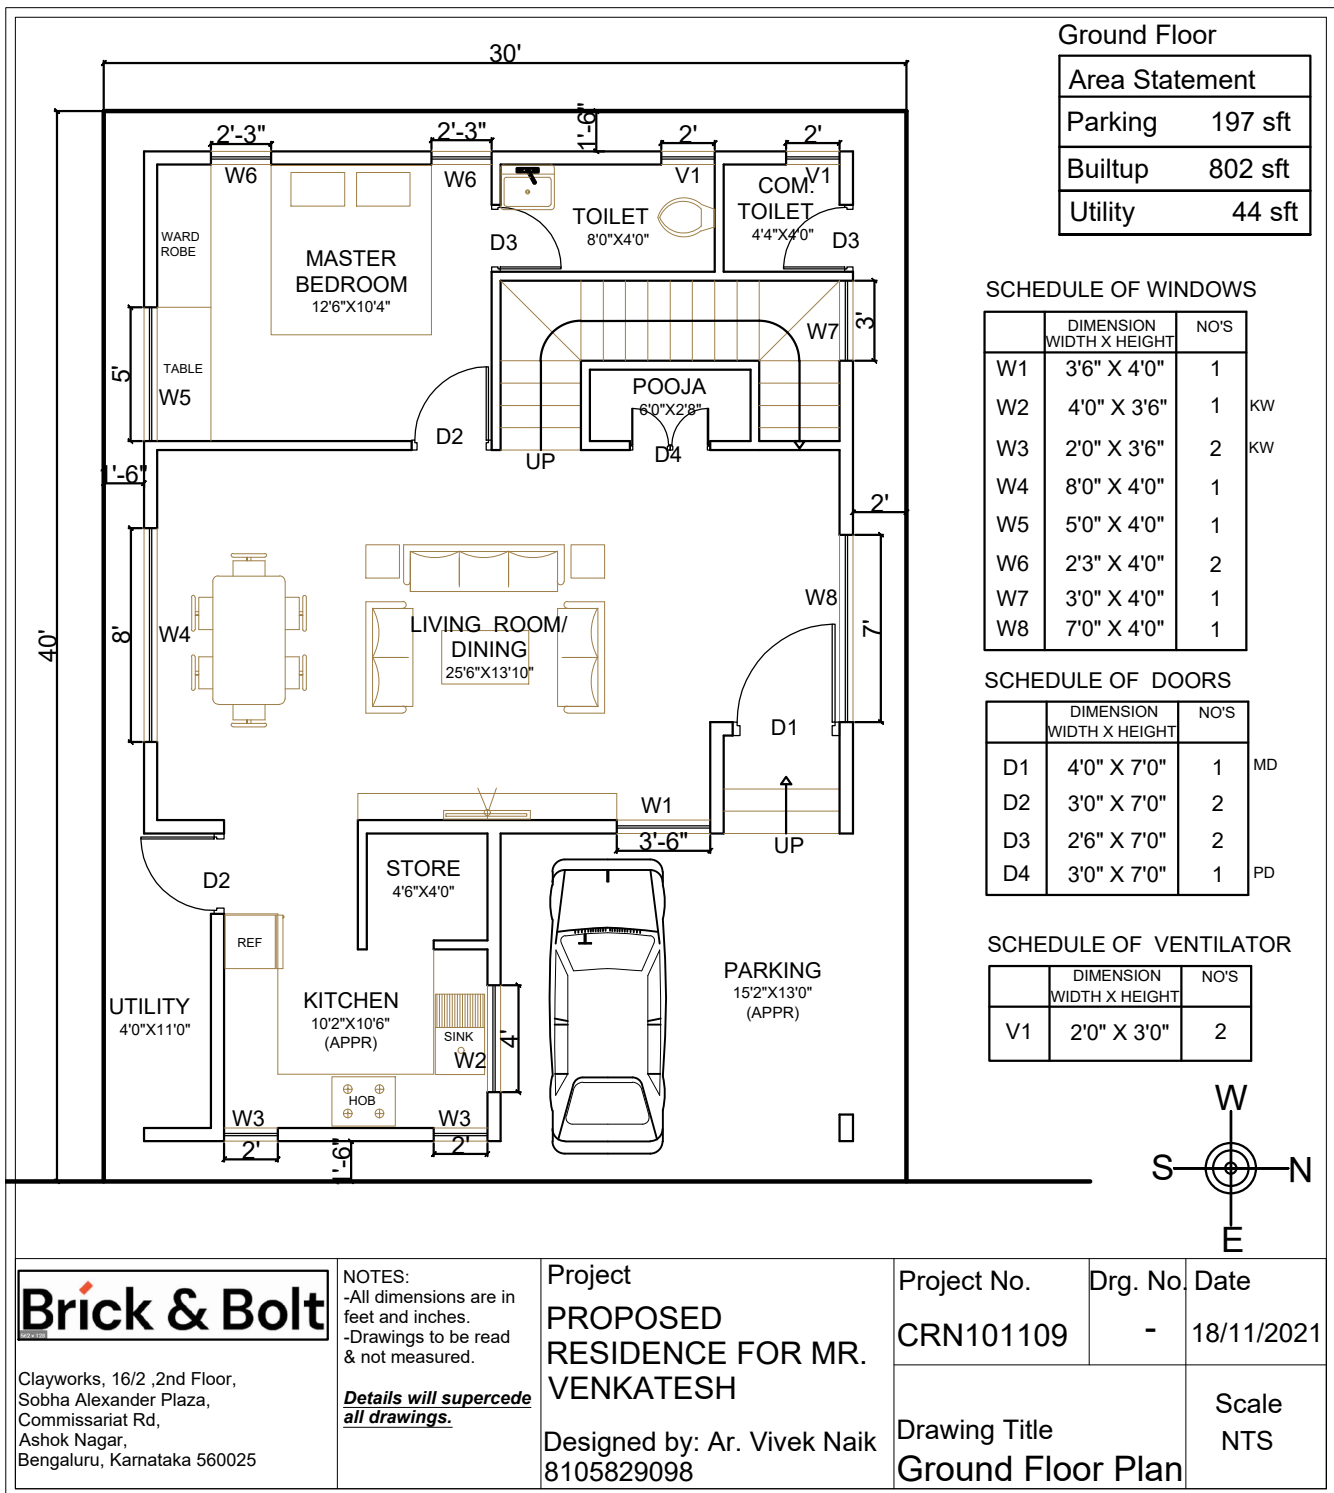 30'
40'
1'-6"
2'-3"
2'-3"
2'
2'
W6
W6
V1
V1
COM.
TOILET
4'4"X4'0"
TOILET
8'0"X4'0"
D3
D3
WARD
ROBE
MASTER
BEDROOM
12'6"X10'4"
5'
TABLE
W5
W7
3'
POOJA
6'0"X2'8"
D2
UP
D4
1'-6"
2'
8'
W4
LIVING ROOM/
DINING
25'6"X13'10"
W8
7'
D1
W1
3'-6"
UP
STORE
4'6"X4'0"
D2
REF
UTILITY
4'0"X11'0"
KITCHEN
10'2"X10'6"
(APPR)
SINK
W2
4'
PARKING
15'2"X13'0"
(APPR)
HOB
W3
W3
2'
2'
1'-6"
Ground Floor
Area Statement
Parking 197 sft
Builtup 802 sft
Utility 44 sft
SCHEDULE OF WINDOWS
DIMENSION NO'S
WIDTH X HEIGHT
W1 3'6" X 4'0" 1
W2 4'0" X 3'6" 1 KW
W3 2'0" X 3'6" 2 KW
W4 8'0" X 4'0" 1
W5 5'0" X 4'0" 1
W6 2'3" X 4'0" 2
W7 3'0" X 4'0" 1
W8 7'0" X 4'0" 1
SCHEDULE OF DOORS
DIMENSION NO'S
WIDTH X HEIGHT
D1 4'0" X 7'0" 1 MD
D2 3'0" X 7'0" 2
D3 2'6" X 7'0" 2
D4 3'0" X 7'0" 1 PD
SCHEDULE OF VENTILATOR
DIMENSION NO'S
WIDTH X HEIGHT
V1 2'0" X 3'0" 2
W
S N
E
Brick & Bolt
Clayworks, 16/2 ,2nd Floor,
Sobha Alexander Plaza,
Commissariat Rd,
Ashok Nagar,
Bengaluru, Karnataka 560025
NOTES:
-All dimensions are in
feet and inches.
-Drawings to be read
& not measured.
Details will supercede
all drawings.
Project
PROPOSED
RESIDENCE FOR MR.
VENKATESH
Designed by: Ar. Vivek Naik
8105829098
Project No.
CRN101109
Drg. No.
-
Date
18/11/2021
Drawing Title
Ground Floor Plan
Scale
NTS